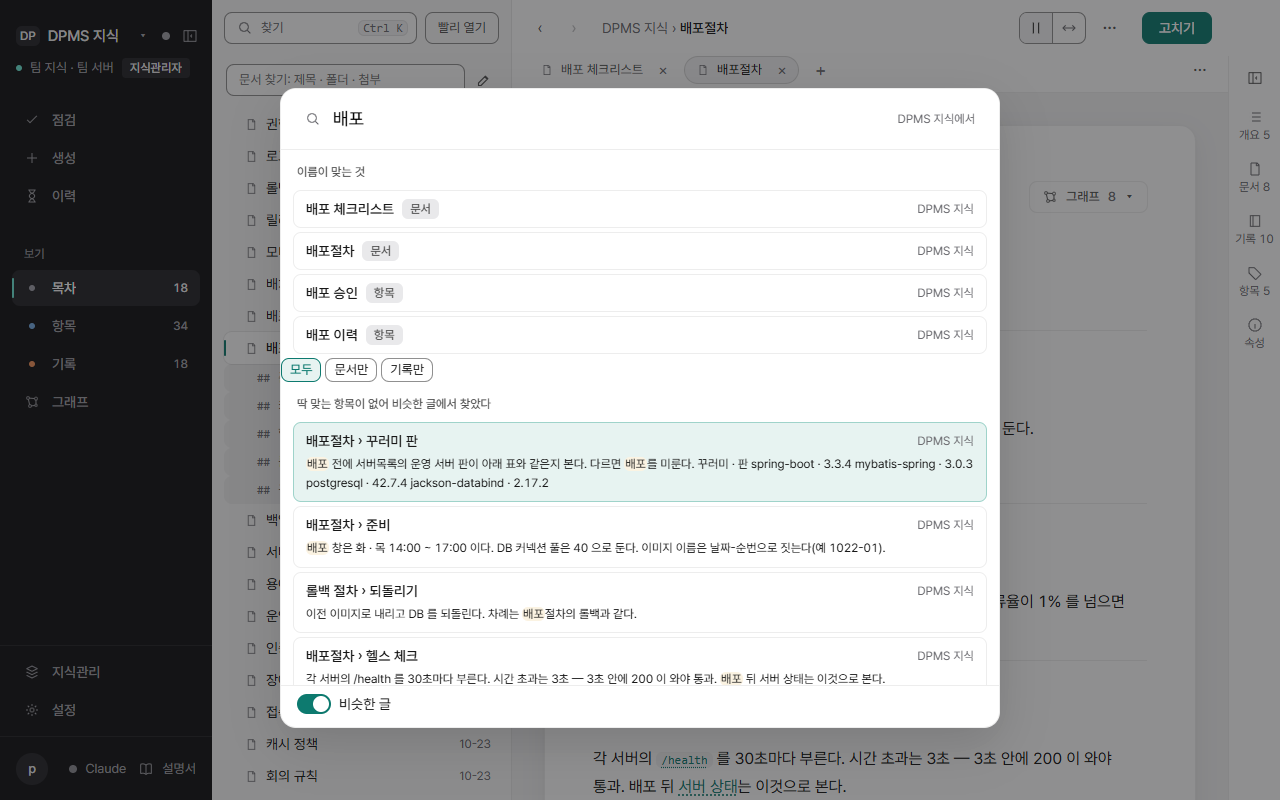 DP DPMS 지식
팀 지식 · 팀 서버 지식관리자
점검
생성
이력
보기
목차 18
항목 34
기록 18
그래프
지식관리
설정
p Claude 설명서
찾기 Ctrl K 빨리 열기
문서 찾기: 제목 · 폴더 · 첨부
캐시 정책 10-23
회의 규칙 10-23
DPMS 지식 › 배포절차
고치기
배포 체크리스트 × 배포절차 × +
배포
DPMS 지식에서
이름이 맞는 것
배포 체크리스트 문서 DPMS 지식
배포절차 문서 DPMS 지식
배포 승인 항목 DPMS 지식
배포 이력 항목 DPMS 지식
모두 문서만 기록만
딱 맞는 항목이 없어 비슷한 글에서 찾았다
배포절차 › 꾸러미 판 DPMS 지식
배포 전에 서버목록의 운영 서버 판이 아래 표와 같은지 본다. 다르면 배포를 미룬다. 꾸러미 · 판 spring-boot · 3.3.4 mybatis-spring · 3.0.3
postgresql · 42.7.4 jackson-databind · 2.17.2
배포절차 › 준비 DPMS 지식
배포 창은 화 · 목 14:00 ~ 17:00 이다. DB 커넥션 풀은 40 으로 둔다. 이미지 이름은 날짜-순번으로 짓는다(예 1022-01).
롤백 절차 › 되돌리기 DPMS 지식
이전 이미지로 내리고 DB 를 되돌린다. 차례는 배포절차의 롤백과 같다.
배포절차 › 헬스 체크 DPMS 지식
각 서버의 /health 를 30초마다 부른다. 시간 초과는 3초 — 3초 안에 200 이 와야 통과. 배포 뒤 서버 상태는 이것으로 본다.
비슷한 글
그래프 8
둔다.
1% 를 넘으면
각 서버의 /health 를 30초마다 부른다. 시간 초과는 3초 — 3초 안에 200 이 와야
통과. 배포 뒤 서버 상태는 이것으로 본다.
개요 5
문서 8
기록 10
항목 5
속성